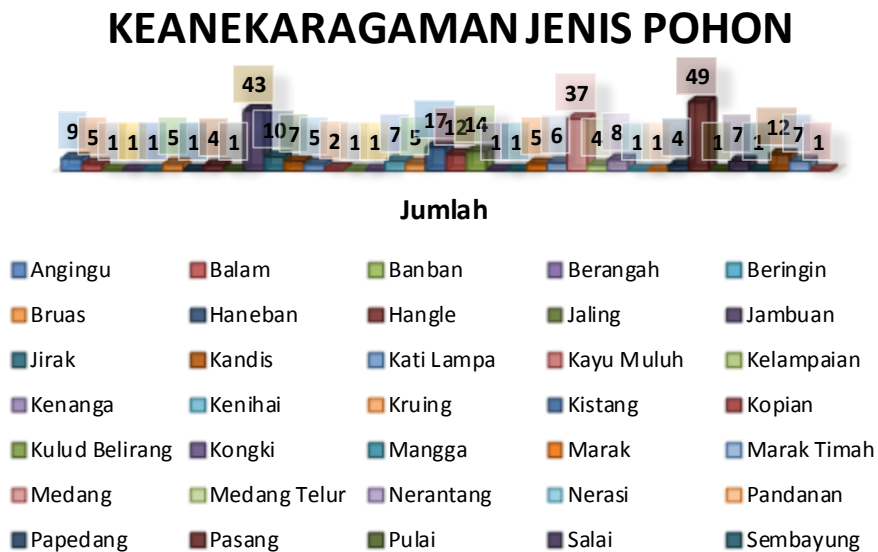 KEANEKARAGAMAN JENIS POHON
9 5 1 1 1 5 1 4 1 43 10 7 5 2 1 1 7 5 17 12 14 1 1 5 6 37 4 8 1 1 4 49 1 7 1 12 7 1
Jumlah
Angingu Balam Banban Berangah Beringin
Bruas Haneban Hangle Jaling Jambuan
Jirak Kandis Kati Lampa Kayu Muluh Kelampaian
Kenanga Kenihai Kruing Kistang Kopian
Kulud Belirang Kongki Mangga Marak Marak Timah
Medang Medang Telur Nerantang Nerasi Pandanan
Papedang Pasang Pulai Salai Sembayung